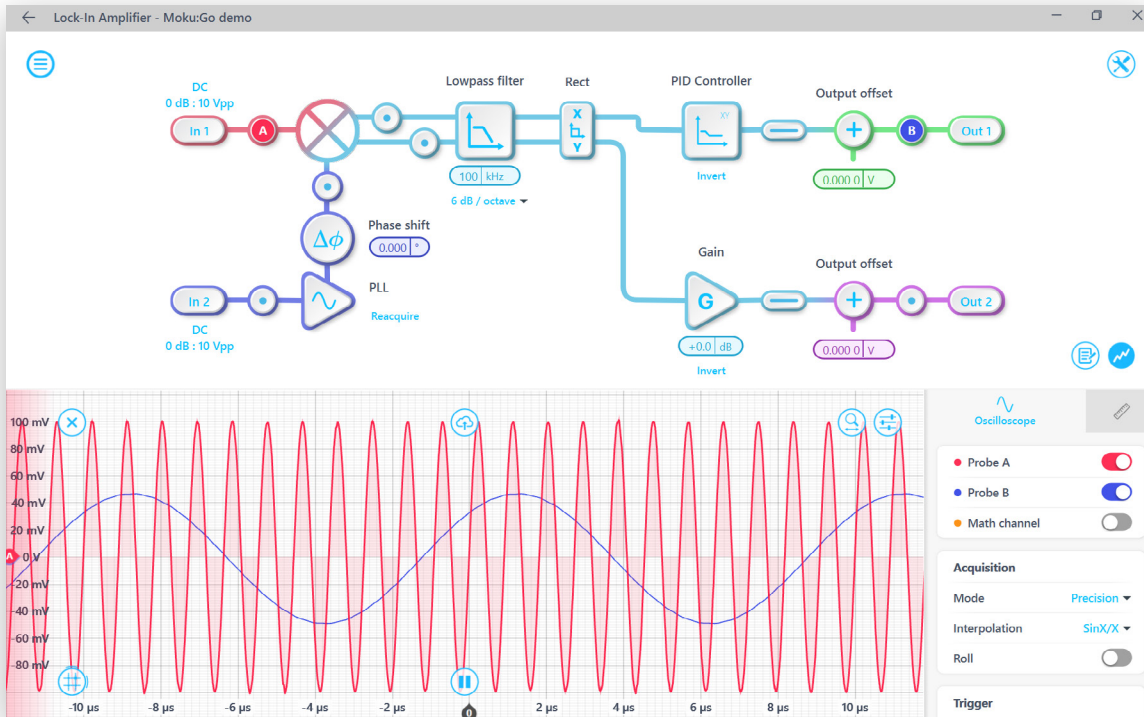 Lock-In Amplifier - Moku:Go demo
Lowpass filter
Rect
PID Controller
Output offset
DC
0 dB : 10 Vpp
In 1
A
X
Y
XY
+
B
Out 1
100 kHz
Invert
0.000 0 V
6 dB / octave
Δϕ
Phase shift
0.000 °
Gain
Output offset
In 2
PLL
Reacquire
G
+
Out 2
DC
0 dB : 10 Vpp
+0.0 dB
0.000 0 V
Invert
100 mV
80 mV
60 mV
40 mV
20 mV
A
0 V
-20 mV
-40 mV
-60 mV
-80 mV
-10 µs
-8 µs
-6 µs
-4 µs
-2 µs
0
2 µs
4 µs
6 µs
8 µs
10 µs
Oscilloscope
Probe A
Probe B
Math channel
Acquisition
Mode Precision
Interpolation SinX/X
Roll
Trigger